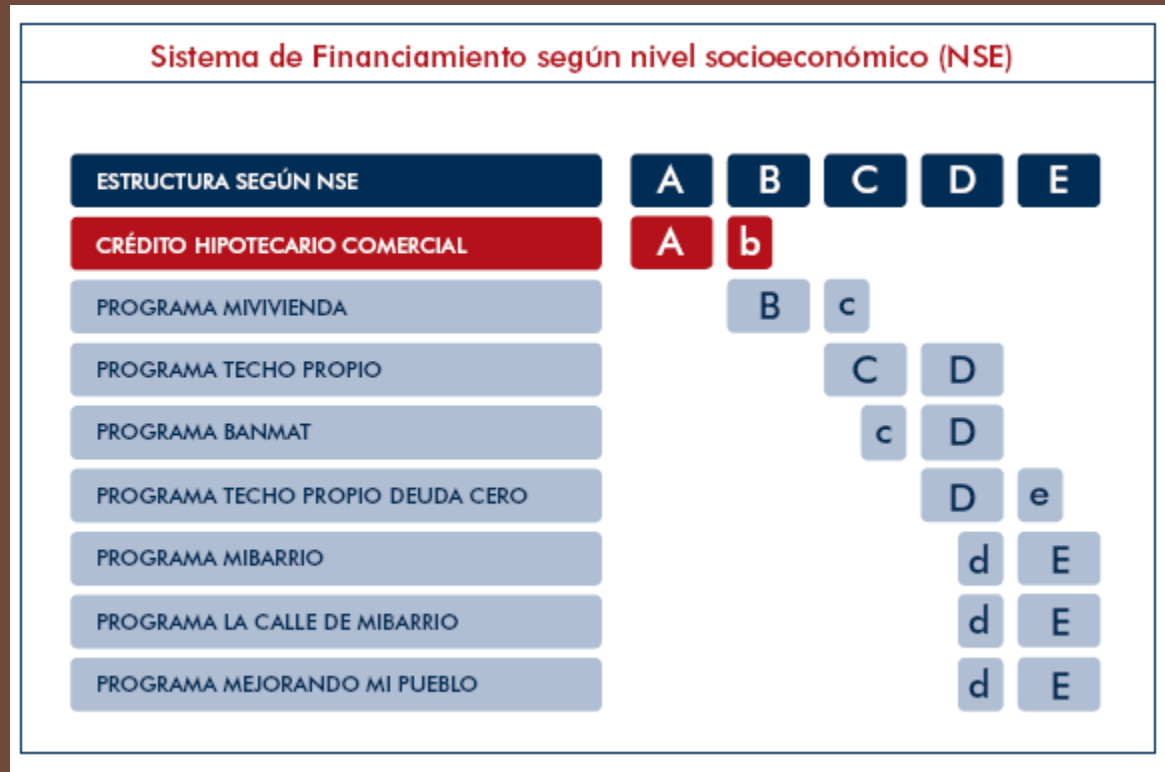 Sistema de Financiamiento según nivel socioeconómico (NSE)
ESTRUCTURA SEGÚN NSE A B C D E
CRÉDITO HIPOTECARIO COMERCIAL A b
PROGRAMA MIVIVIENDA B c
PROGRAMA TECHO PROPIO C D
PROGRAMA BANMAT c D
PROGRAMA TECHO PROPIO DEUDA CERO D e
PROGRAMA MIBARRIO d E
PROGRAMA LA CALLE DE MIBARRIO d E
PROGRAMA MEJORANDO MI PUEBLO d E